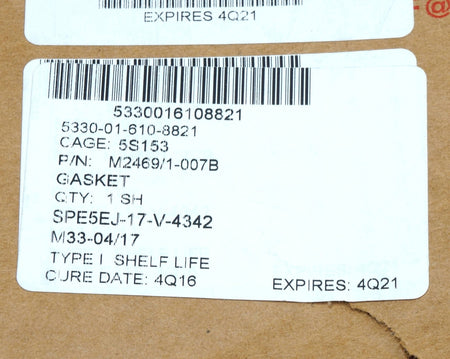 EXPIRES 4Q21
5330016108821
5330-01-610-8821
CAGE: 5S153
P/N: M2469/1-007B
GASKET
QTY: 1 SH
SPE5EJ-17-V-4342
M33-04/17
TYPE I SHELF LIFE
CURE DATE: 4Q16 EXPIRES: 4Q21